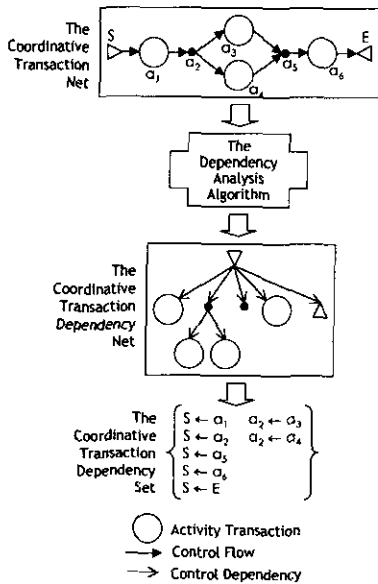 The
Coordinative
Transaction
Net
S
E
a1
a2
a3
a4
a5
a6
The
Dependency
Analysis
Algorithm
The
Coordinative
Transaction
Dependency
Net
The
Coordinative
Transaction
Dependency
Set
S ← a1 a2 ← a3
S ← a2 a2 ← a4
S ← a5
S ← a6
S ← E
Activity Transaction
Control Flow
Control Dependency